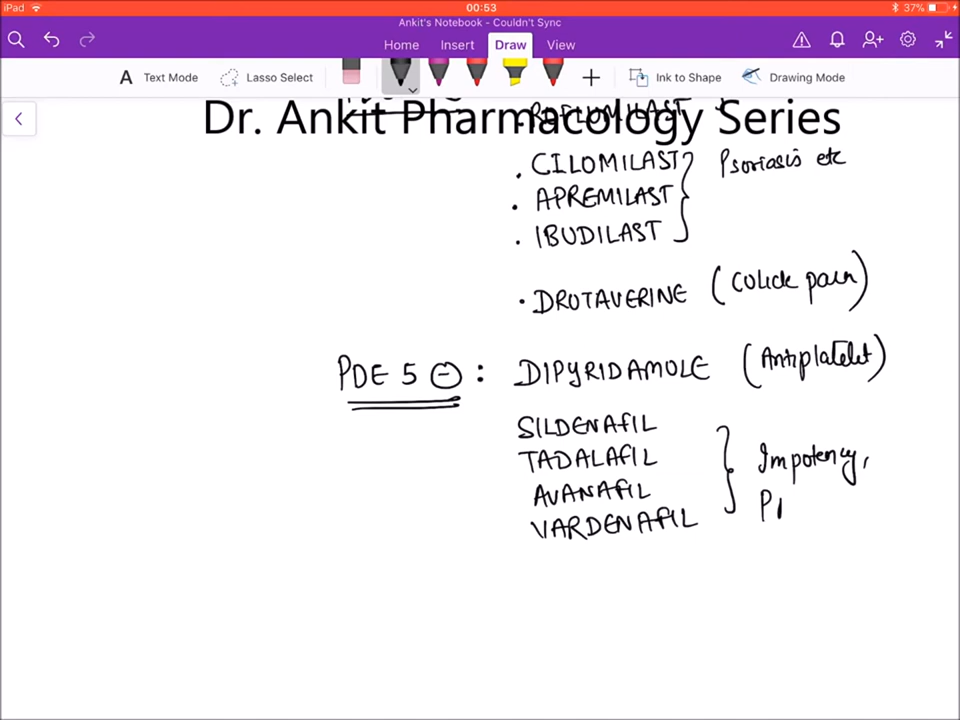 iPad 00:53 37%
Ankit's Notebook - Couldn't Sync
Home Insert Draw View
A Text Mode Lasso Select Ink to Shape Drawing Mode
ROFLUMILAST
Dr. Ankit Pharmacology Series
. CILOMILAST Psoriasis etc
. APREMILAST
. IBUDILAST
. DROTAVERINE (Colick pain)
PDE 5 ⊖ : DIPYRIDAMOLE (Antiplatelet)
SILDENAFIL
TADALAFIL Impotency,
AVANAFIL P
VARDENAFIL